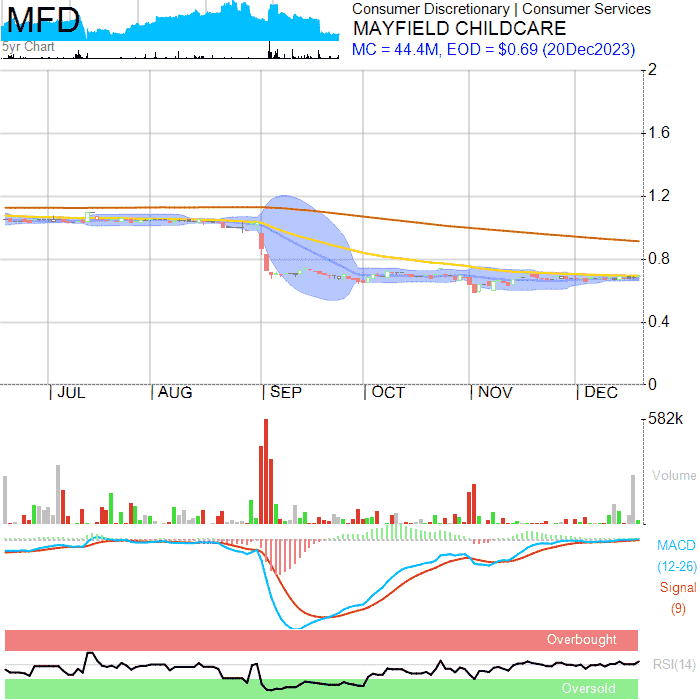 MFD
5yr Chart
Consumer Discretionary | Consumer Services
MAYFIELD CHILDCARE
MC = 44.4M, EOD = $0.69 (20Dec2023)
2
1.6
1.2
0.8
0.4
0
| JUL | AUG | SEP | OCT | NOV | DEC
582k
Volume
MACD
(12-26)
Signal
(9)
Overbought
RSI(14)
Oversold